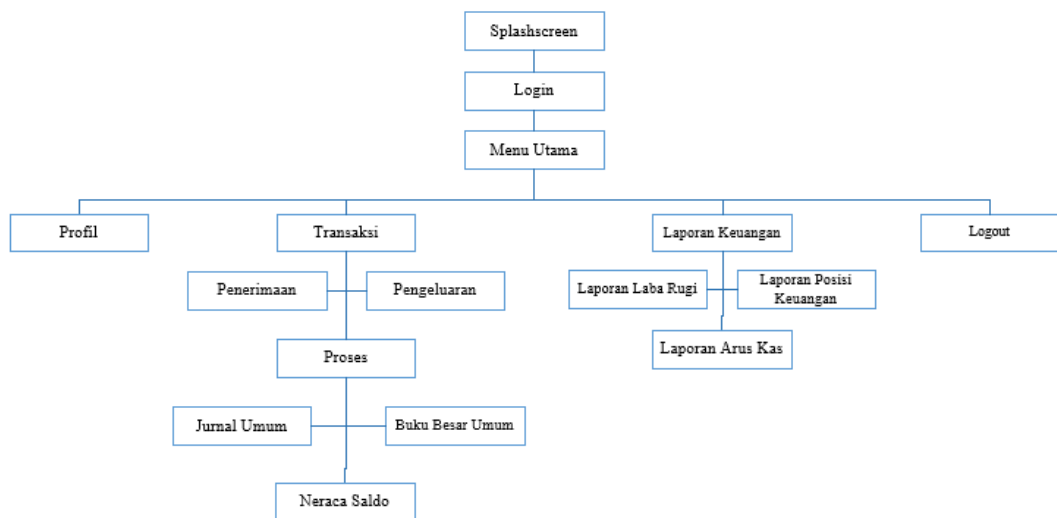 Splashscreen
Login
Menu Utama
Profil
Transaksi
Laporan Keuangan
Logout
Penerimaan
Pengeluaran
Laporan Laba Rugi
Laporan Posisi
Keuangan
Proses
Laporan Arus Kas
Jurnal Umum
Buku Besar Umum
Neraca Saldo